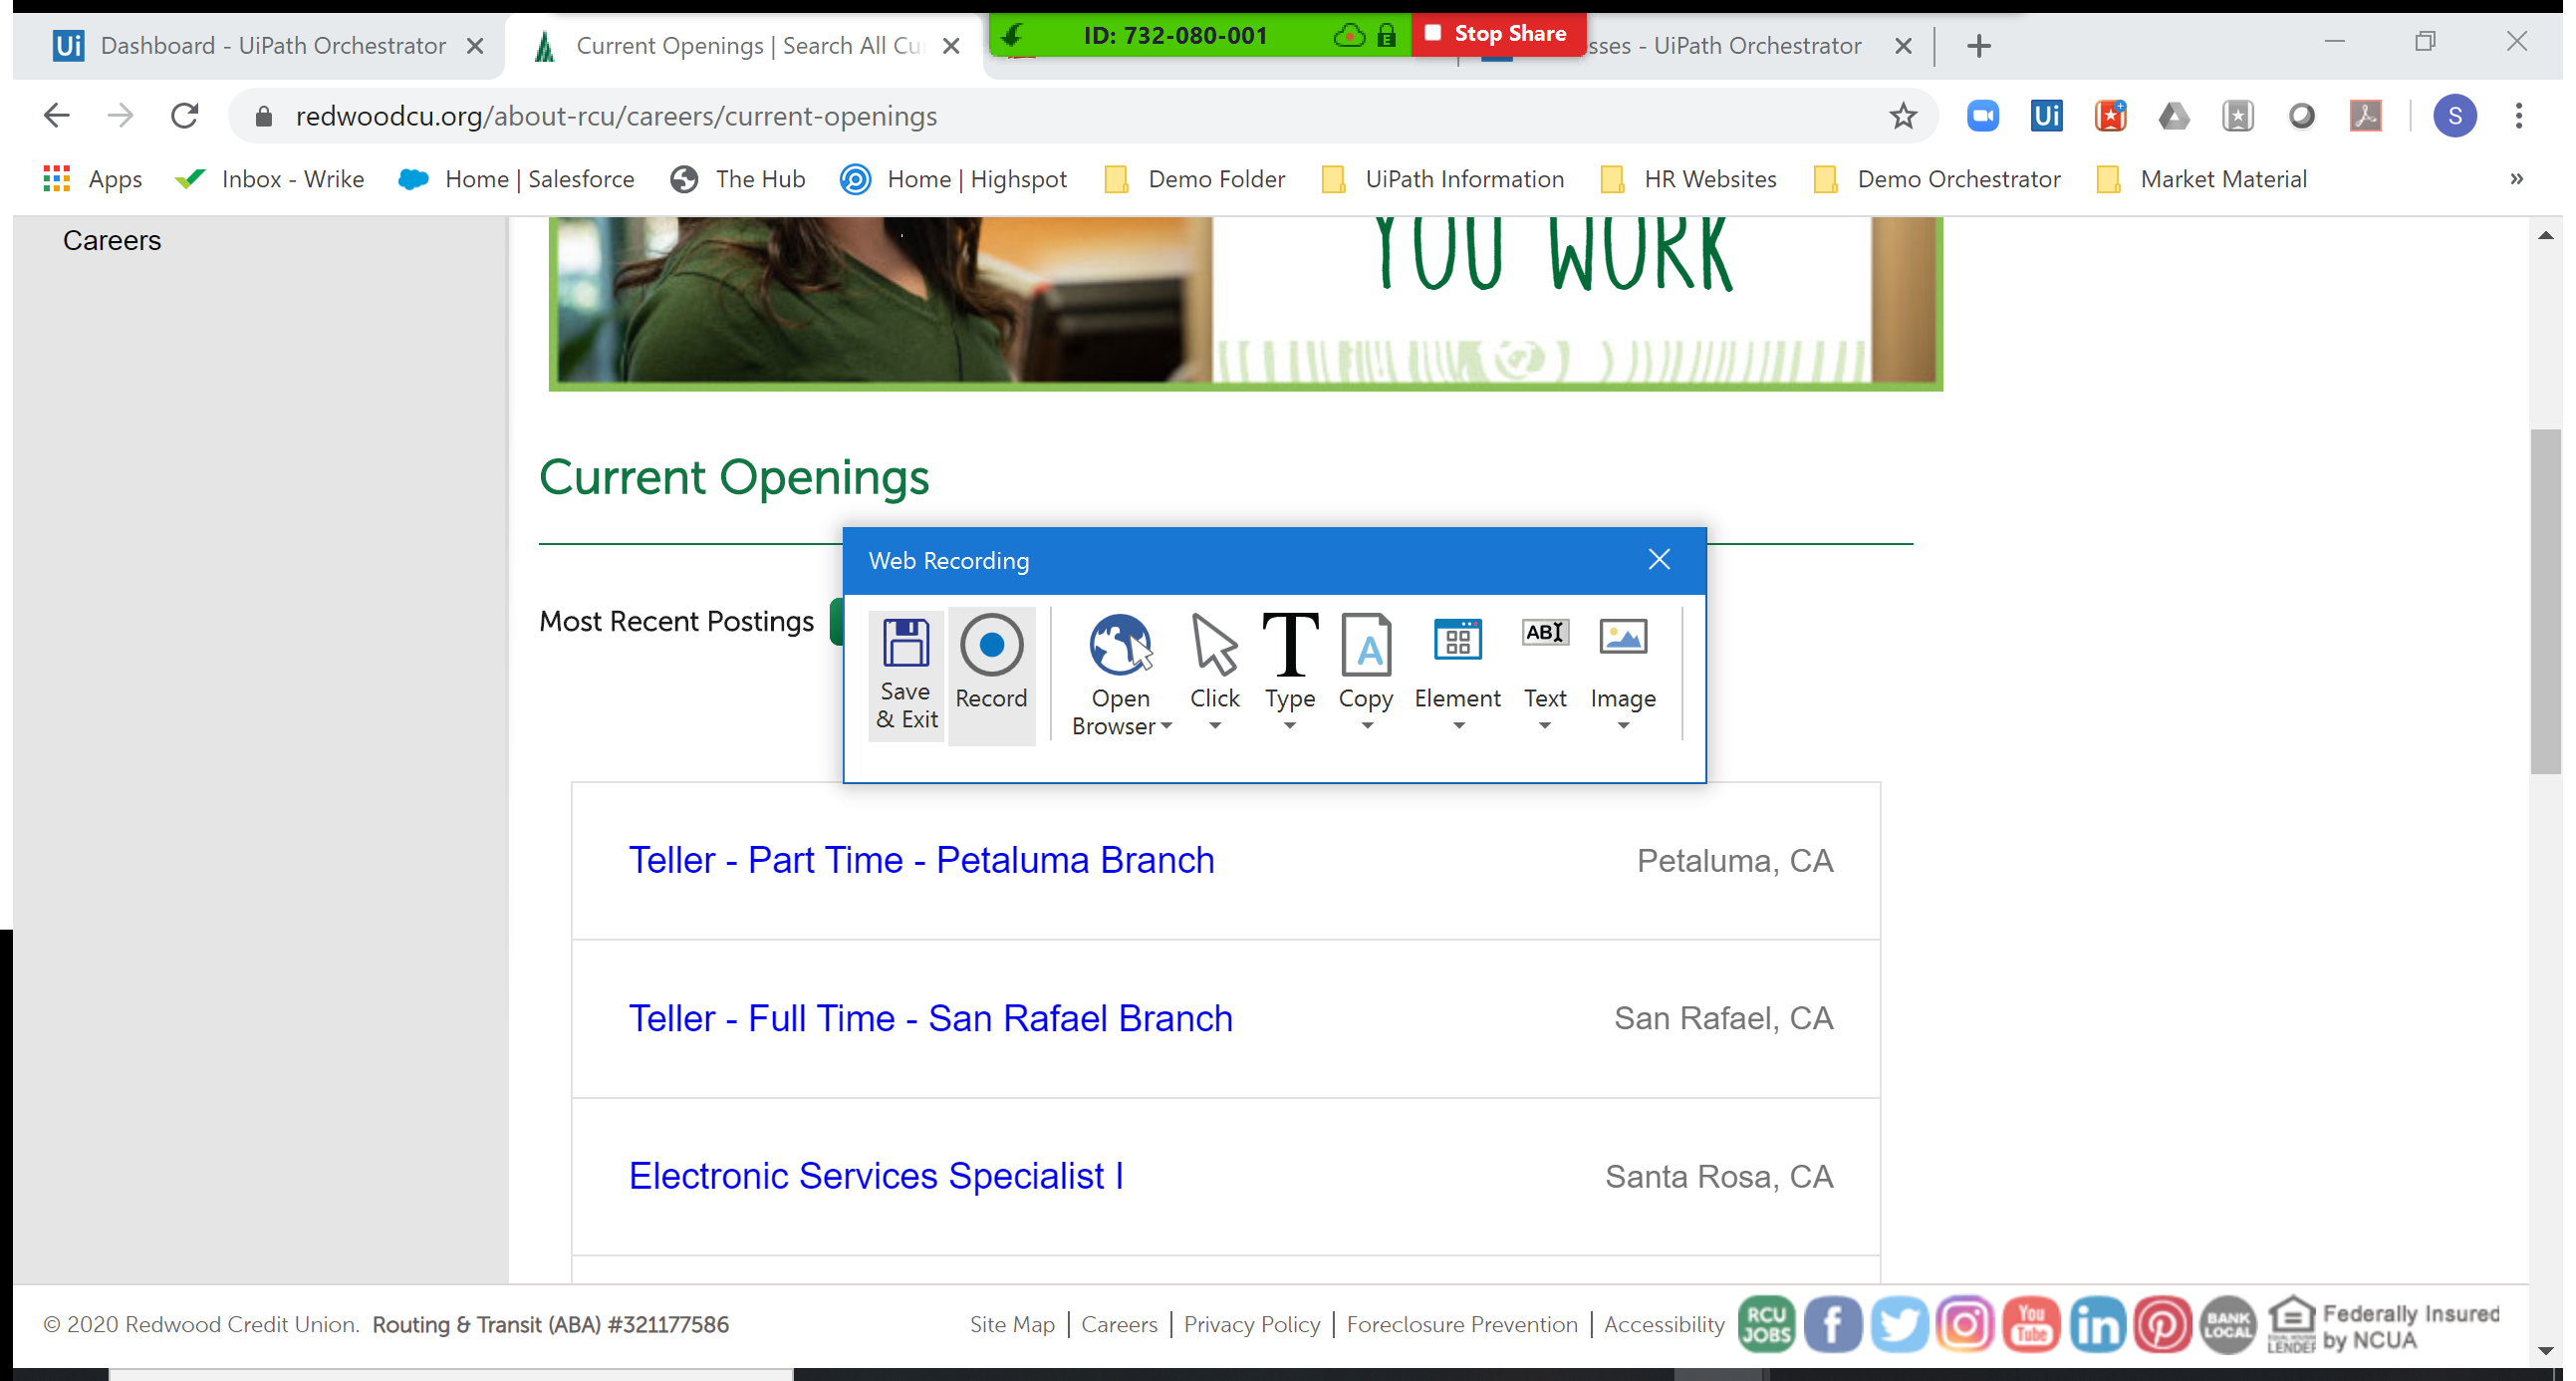 Dashboard - UiPath Orchestrator
Current Openings | Search All Cu
ID: 732-080-001
Stop Share
sses - UiPath Orchestrator
redwoodcu.org/about-rcu/careers/current-openings
Apps
Inbox - Wrike
Home | Salesforce
The Hub
Home | Highspot
Demo Folder
UiPath Information
HR Websites
Demo Orchestrator
Market Material
»
Careers
YOU WORK
Current Openings
Web Recording
Most Recent Postings
Save & Exit
Record
Open Browser
Click
Type
Copy
Element
Text
Image
Teller - Part Time - Petaluma Branch
Petaluma, CA
Teller - Full Time - San Rafael Branch
San Rafael, CA
Electronic Services Specialist I
Santa Rosa, CA
© 2020 Redwood Credit Union. Routing & Transit (ABA) #321177586
Site Map | Careers | Privacy Policy | Foreclosure Prevention | Accessibility
RCU JOBS
You Tube
in
BANK LOCAL
EQUAL HOUSING LENDER
Federally Insured
by NCUA